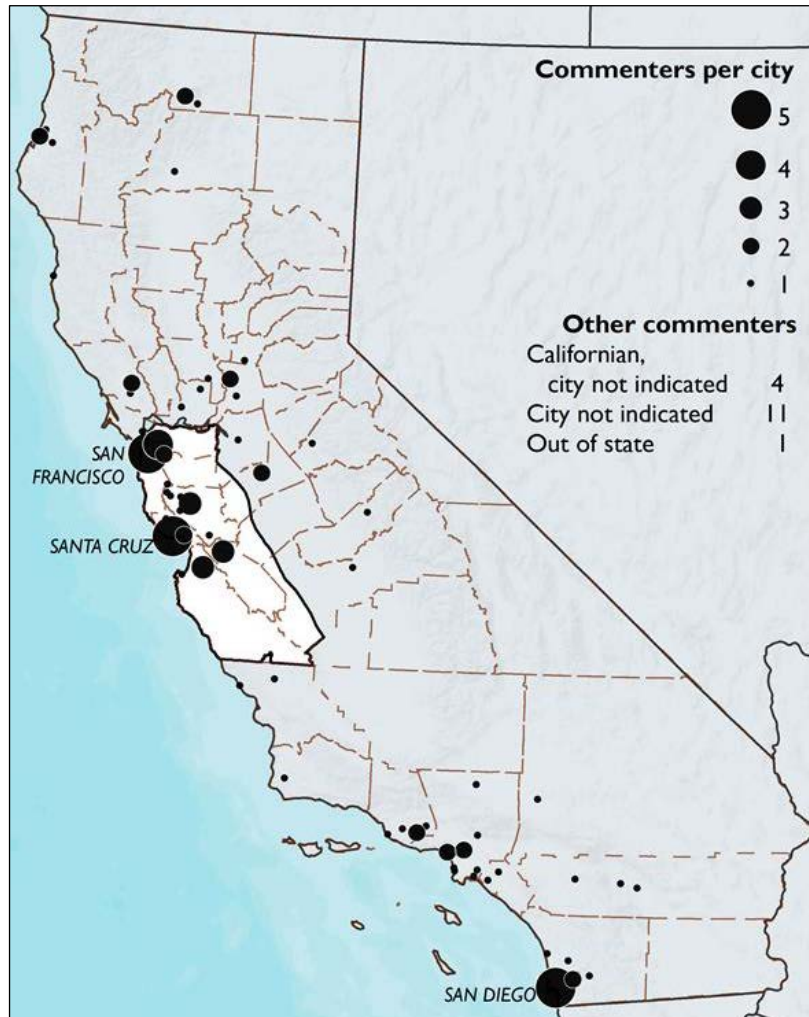 Commenters per city
5
4
3
2
1
Other commenters
Californian,
city not indicated 4
City not indicated 11
Out of state 1
SAN
FRANCISCO
SANTA CRUZ
SAN DIEGO